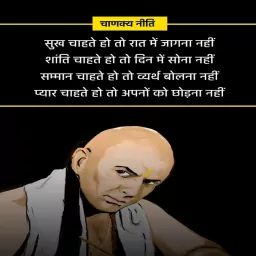 चाणक्य नीति
सुख चाहते हो तो रात में जागना नहीं
शांति चाहते हो तो दिन में सोना नहीं
सम्मान चाहते हो तो व्यर्थ बोलना नहीं
प्यार चाहते हो तो अपनों को छोड़ना नहीं